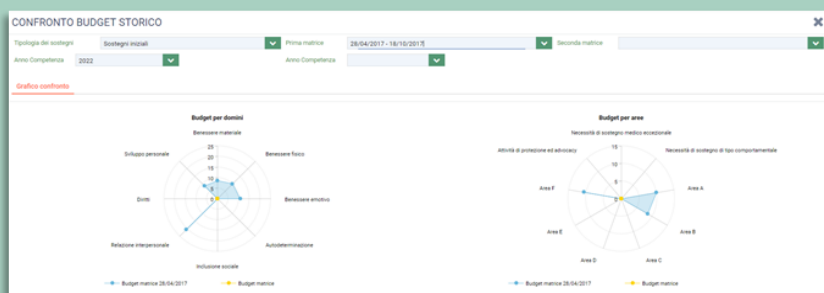 CONFRONTO BUDGET STORICO
Tipologia dei sostegni Sostegni iniziali Prima matrice 28/04/2017 - 18/10/2017 Seconda matrice
Anno Competenza 2022 Anno Competenza
Grafico confronto
Budget per domini
Benessere materiale
Sviluppo personale
Benessere fisico
Diritti
Benessere emotivo
Relazione interpersonale
Autodeterminazione
Inclusione sociale
25
20
15
10
5
0
Budget matrice 28/04/2017 Budget matrice
Budget per aree
Necessità di sostegno medico eccezionale
Attività di protezione ed advocacy
Necessità di sostegno di tipo comportamentale
Area F
Area A
Area E
Area B
Area D
Area C
15
10
5
0
Budget matrice 28/04/2017 Budget matrice